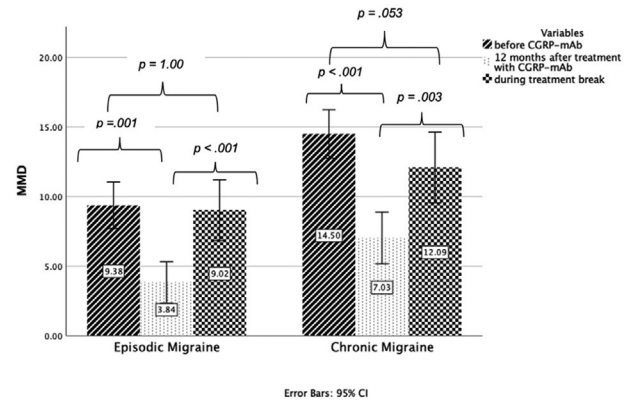 p = .053
Variables
before CGRP-mAb
12 months after treatment
with CGRP-mAb
during treatment break
p = 1.00
p < .001
p = .003
p =.001
p < .001
20.00
15.00
10.00
5.00
0.00
MMD
9.38
3.84
9.02
14.50
7.03
12.09
Episodic Migraine
Chronic Migraine
Error Bars: 95% CI